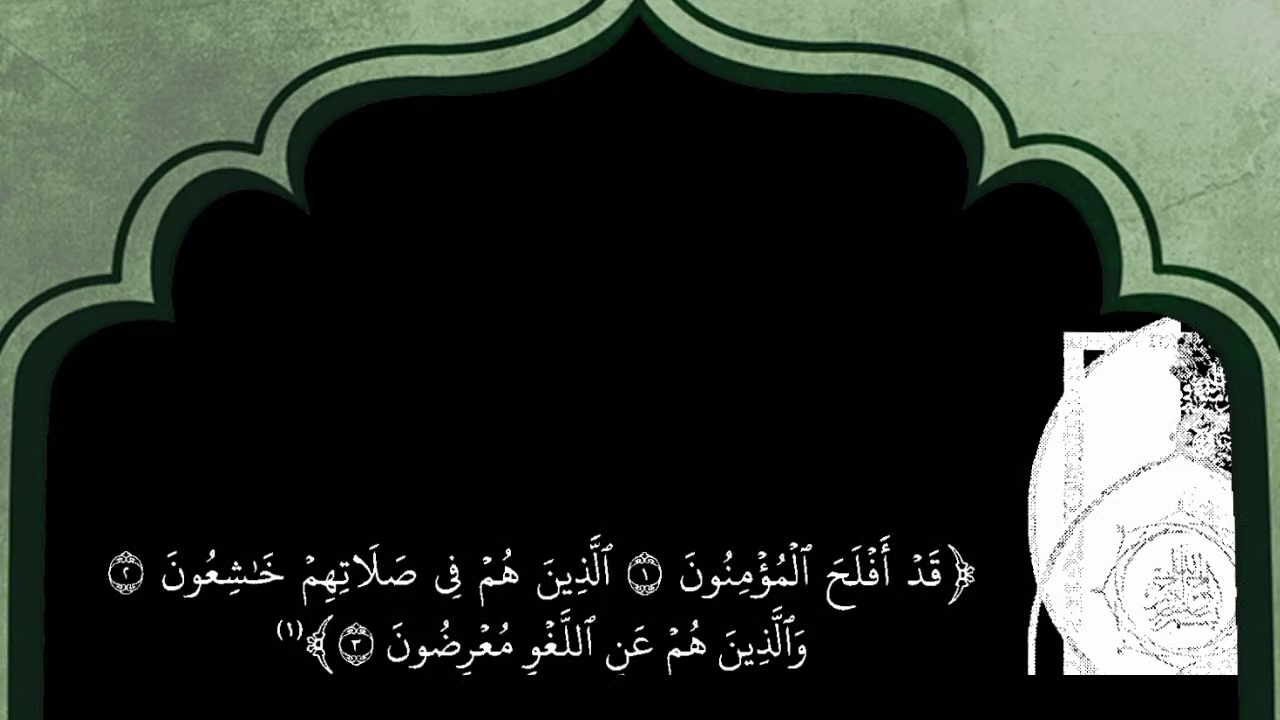 ﴿قَدۡ أَفۡلَحَ ٱلۡمُؤۡمِنُونَ ١ ٱلَّذِينَ هُمۡ فِى صَلَاتِهِمۡ خَٰشِعُونَ ٢
وَٱلَّذِينَ هُمۡ عَنِ ٱللَّغۡوِ مُعۡرِضُونَ ٣﴾(١)